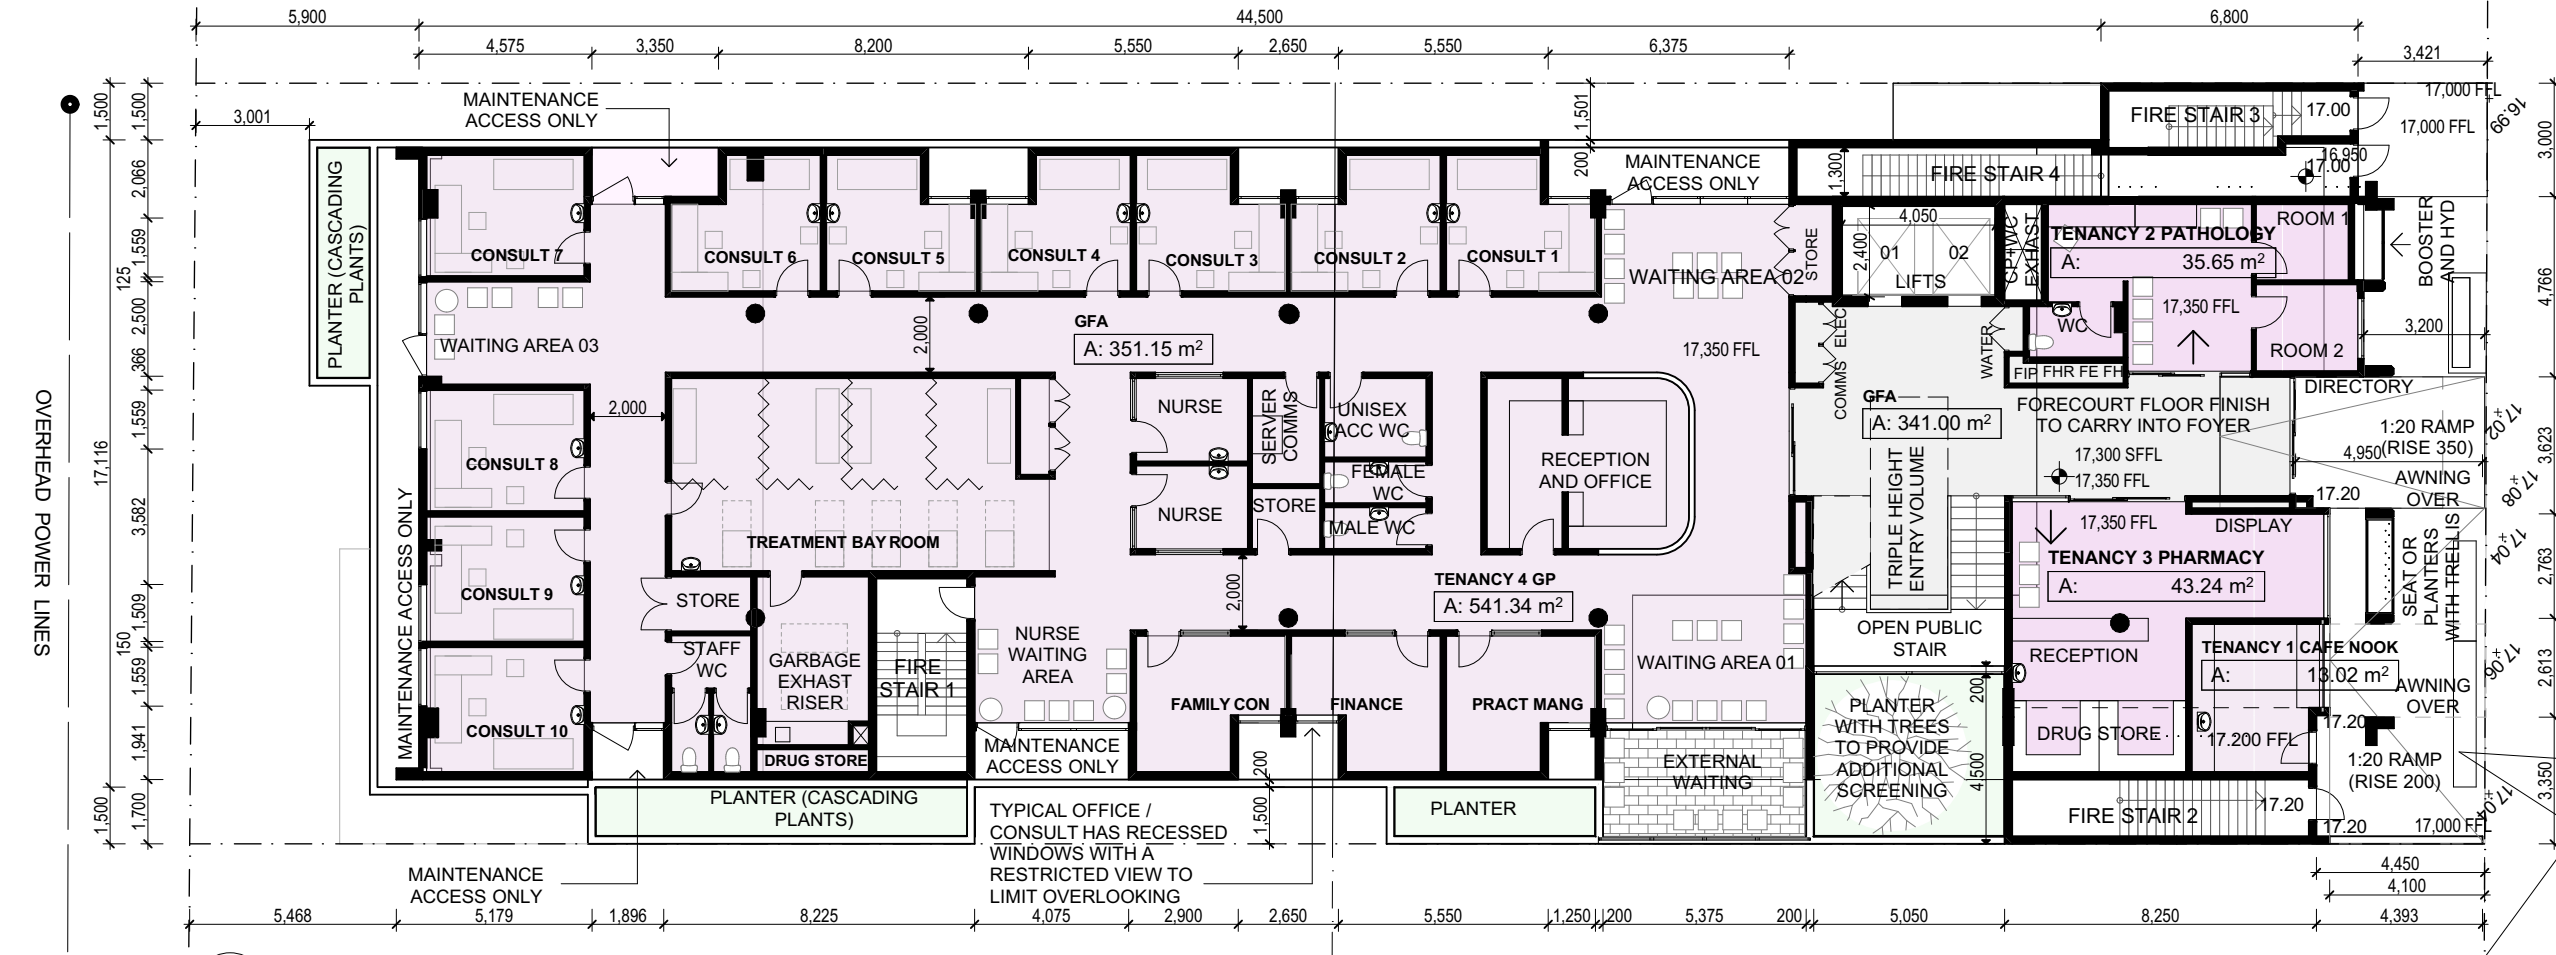 5,900
44,500
6,800
4,575
3,350
8,200
5,550
2,650
5,550
6,375
3,421
3,001
1,501
200
1,500
17,116
1,500
1,500
2,066
1,559
125
2,500
366
1,559
3,582
1,509
150
1,559
1,941
1,700
OVERHEAD POWER LINES
MAINTENANCE
ACCESS ONLY
PLANTER (CASCADING
PLANTS)
MAINTENANCE ACCESS ONLY
CONSULT 7
CONSULT 6
CONSULT 5
CONSULT 4
CONSULT 3
CONSULT 2
CONSULT 1
MAINTENANCE
ACCESS ONLY
WAITING AREA 02
STORE
1,300
FIRE STAIR 4
FIRE STAIR 3
17.00
17,000 FFL
17,000 FFL
16.99
16,950
17.00
3,000
4,050
2,400
01
02
LIFTS
CP+WC
EXHAST
TENANCY 2 PATHOLOGY
A: 35.65 m²
ROOM 1
17,350 FFL
WC
ROOM 2
BOOSTER
AND HYD
4,766
3,200
WAITING AREA 03
2,000
GFA
A: 351.15 m²
17,350 FFL
COMMS
ELEC
WATER
FIP
FHR
FE
FH
DIRECTORY
GFA
A: 341.00 m²
FORECOURT FLOOR FINISH
TO CARRY INTO FOYER
17,300 SFFL
17,350 FFL
1:20 RAMP
(RISE 350)
4,950
AWNING
OVER
17.20
17.02
17.08
3,623
TRIPLE HEIGHT
ENTRY VOLUME
2,000
CONSULT 8
CONSULT 9
CONSULT 10
TREATMENT BAY ROOM
NURSE
NURSE
SERVER
COMMS
UNISEX
ACC WC
FEMALE
WC
MALE WC
STORE
RECEPTION
AND OFFICE
2,000
TENANCY 4 GP
A: 541.34 m²
STORE
STAFF
WC
GARBAGE
EXHAST
RISER
DRUG STORE
FIRE
STAIR 1
NURSE
WAITING
AREA
MAINTENANCE
ACCESS ONLY
FAMILY CON
FINANCE
PRACT MANG
WAITING AREA 01
EXTERNAL
WAITING
OPEN PUBLIC
STAIR
PLANTER
WITH TREES
TO PROVIDE
ADDITIONAL
SCREENING
200
4,500
17,350 FFL
DISPLAY
TENANCY 3 PHARMACY
A: 43.24 m²
RECEPTION
DRUG STORE
TENANCY 1 CAFE NOOK
A: 13.02 m²
17.200 FFL
FIRE STAIR 2
17.20
17.20
17.20
SEAT OR
PLANTERS
WITH TRELLIS
AWNING
OVER
1:20 RAMP
(RISE 200)
17,000 FFL
17.04
17.06
17.04
2,763
2,613
3,350
PLANTER (CASCADING
PLANTS)
MAINTENANCE
ACCESS ONLY
TYPICAL OFFICE /
CONSULT HAS RECESSED
WINDOWS WITH A
RESTRICTED VIEW TO
LIMIT OVERLOOKING
200
1,500
PLANTER
4,450
4,100
5,468
5,179
1,896
8,225
4,075
2,900
2,650
5,550
1,250
200
5,375
200
5,050
8,250
4,393